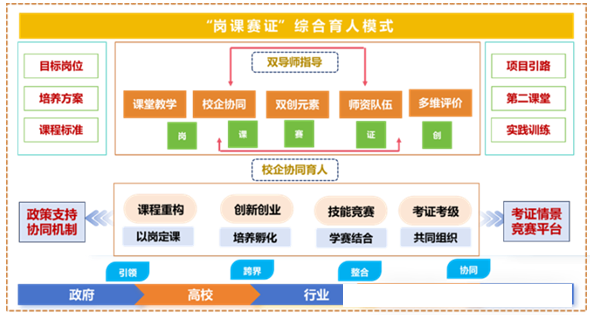 “岗课赛证”综合育人模式
目标岗位
培养方案
课程标准
双导师指导
课堂教学
校企协同
双创元素
师资队伍
多维评价
岗
课
赛
证
创
项目引路
第二课堂
实践训练
校企协同育人
政策支持
协同机制
课程重构
创新创业
技能竞赛
考证考级
以岗定课
培养孵化
学赛结合
共同组织
考证情景
竞赛平台
引领
跨界
整合
协同
政府
高校
行业